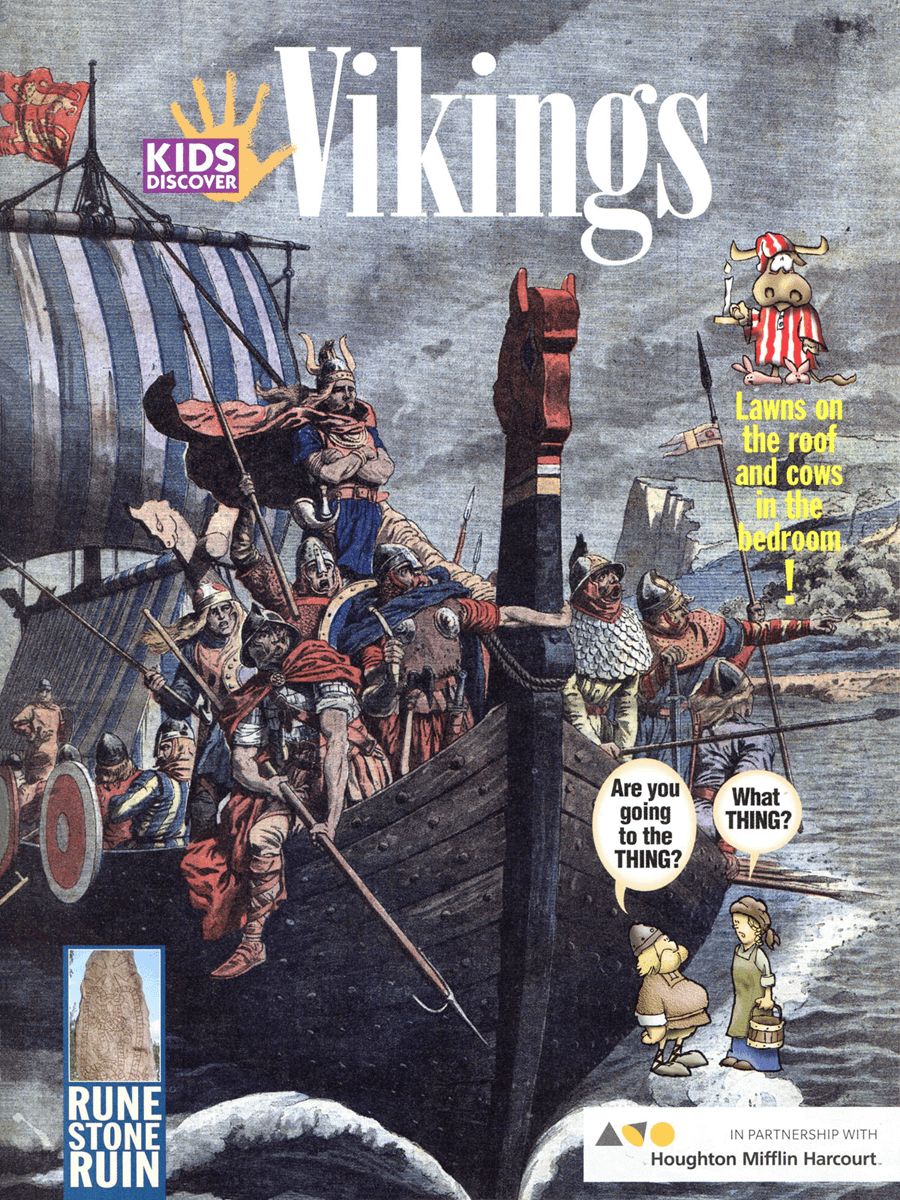 Vikings
KIDS
DISCOVER
Lawns on
the roof
and cows
in the
bedroom
!
Are you
going
to the
THING?
What
THING?
RUNE
STONE
RUIN
IN PARTNERSHIP WITH
Houghton Mifflin Harcourt